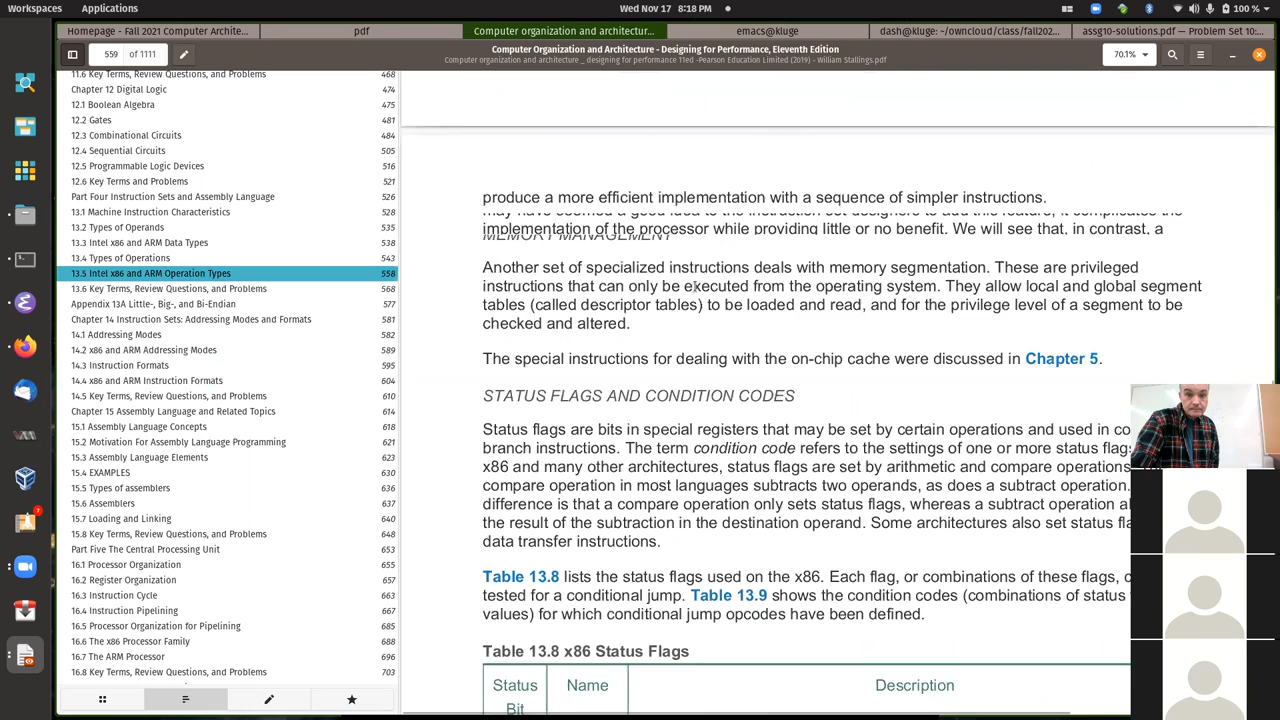 Workspaces Applications Wed Nov 17 8:18 PM 100 %
Homepage - Fall 2021 Computer Archite... pdf Computer organization and architectur... emacs@kluge dash@kluge: ~/owncloud/class/fall202... assg10-solutions.pdf — Problem Set 10:...
559 of 1111 Computer Organization and Architecture - Designing for Performance, Eleventh Edition 70.1%
Computer organization and architecture _ designing for performance 11ed -Pearson Education Limited (2019) - William Stallings.pdf
11.6 Key Terms, Review Questions, and Problems 468
Chapter 12 Digital Logic 474
12.1 Boolean Algebra 475
12.2 Gates 481
12.3 Combinational Circuits 484
12.4 Sequential Circuits 505
12.5 Programmable Logic Devices 516
12.6 Key Terms and Problems 521
Part Four Instruction Sets and Assembly Language 526
13.1 Machine Instruction Characteristics 528
13.2 Types of Operands 535
13.3 Intel x86 and ARM Data Types 538
13.4 Types of Operations 543
13.5 Intel x86 and ARM Operation Types 558
13.6 Key Terms, Review Questions, and Problems 568
Appendix 13A Little-, Big-, and Bi-Endian 577
Chapter 14 Instruction Sets: Addressing Modes and Formats 581
14.1 Addressing Modes 582
14.2 x86 and ARM Addressing Modes 589
14.3 Instruction Formats 595
14.4 x86 and ARM Instruction Formats 604
14.5 Key Terms, Review Questions, and Problems 610
Chapter 15 Assembly Language and Related Topics 614
15.1 Assembly Language Concepts 618
15.2 Motivation For Assembly Language Programming 621
15.3 Assembly Language Elements 623
15.4 EXAMPLES 630
15.5 Types of assemblers 636
15.6 Assemblers 637
15.7 Loading and Linking 640
15.8 Key Terms, Review Questions, and Problems 648
Part Five The Central Processing Unit 653
16.1 Processor Organization 655
16.2 Register Organization 657
16.3 Instruction Cycle 663
16.4 Instruction Pipelining 667
16.5 Processor Organization for Pipelining 685
16.6 The x86 Processor Family 688
16.7 The ARM Processor 696
16.8 Key Terms, Review Questions, and Problems 703
produce a more efficient implementation with a sequence of simpler instructions.
may have seemed a good idea to the instruction set designers to add this feature, it complicates the
implementation of the processor while providing little or no benefit. We will see that, in contrast, a
MEMORY MANAGEMENT
Another set of specialized instructions deals with memory segmentation. These are privileged
instructions that can only be executed from the operating system. They allow local and global segment
tables (called descriptor tables) to be loaded and read, and for the privilege level of a segment to be
checked and altered.
The special instructions for dealing with the on-chip cache were discussed in Chapter 5.
STATUS FLAGS AND CONDITION CODES
Status flags are bits in special registers that may be set by certain operations and used in co
branch instructions. The term condition code refers to the settings of one or more status flags
x86 and many other architectures, status flags are set by arithmetic and compare operations.
compare operation in most languages subtracts two operands, as does a subtract operation.
difference is that a compare operation only sets status flags, whereas a subtract operation al
the result of the subtraction in the destination operand. Some architectures also set status fla
data transfer instructions.
Table 13.8 lists the status flags used on the x86. Each flag, or combinations of these flags, c
tested for a conditional jump. Table 13.9 shows the condition codes (combinations of status
values) for which conditional jump opcodes have been defined.
Table 13.8 x86 Status Flags
Status Name Description
Bit